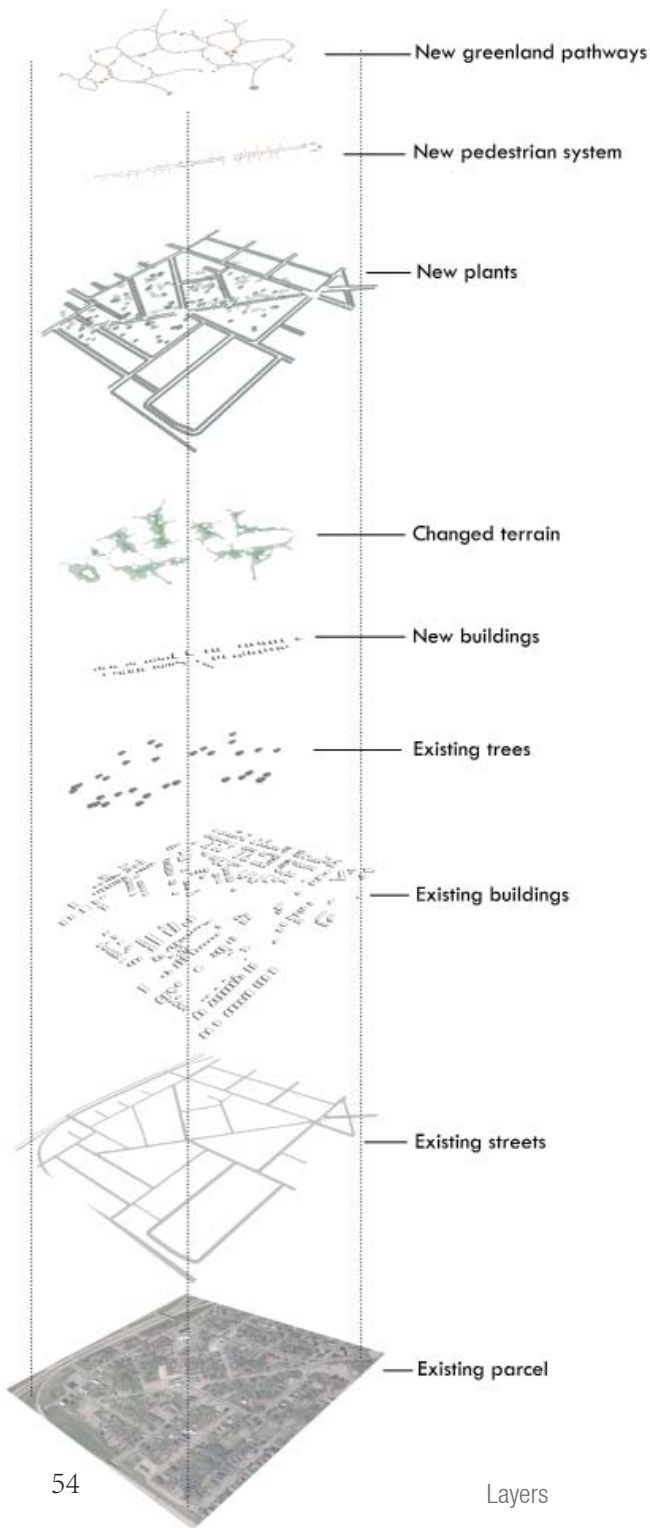 New greenland pathways
New pedestrian system
New plants
Changed terrain
New buildings
Existing trees
Existing buildings
Existing streets
Existing parcel
54
Layers